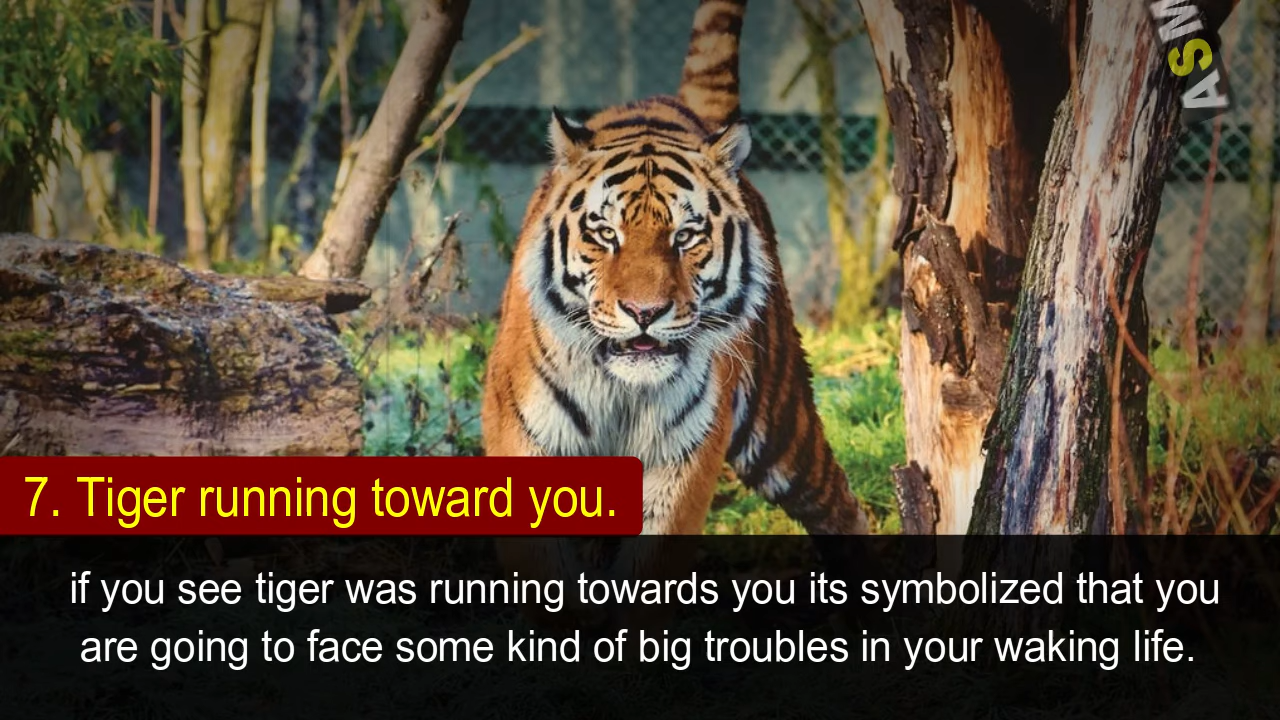 ASM
7. Tiger running toward you.
if you see tiger was running towards you its symbolized that you
are going to face some kind of big troubles in your waking life.